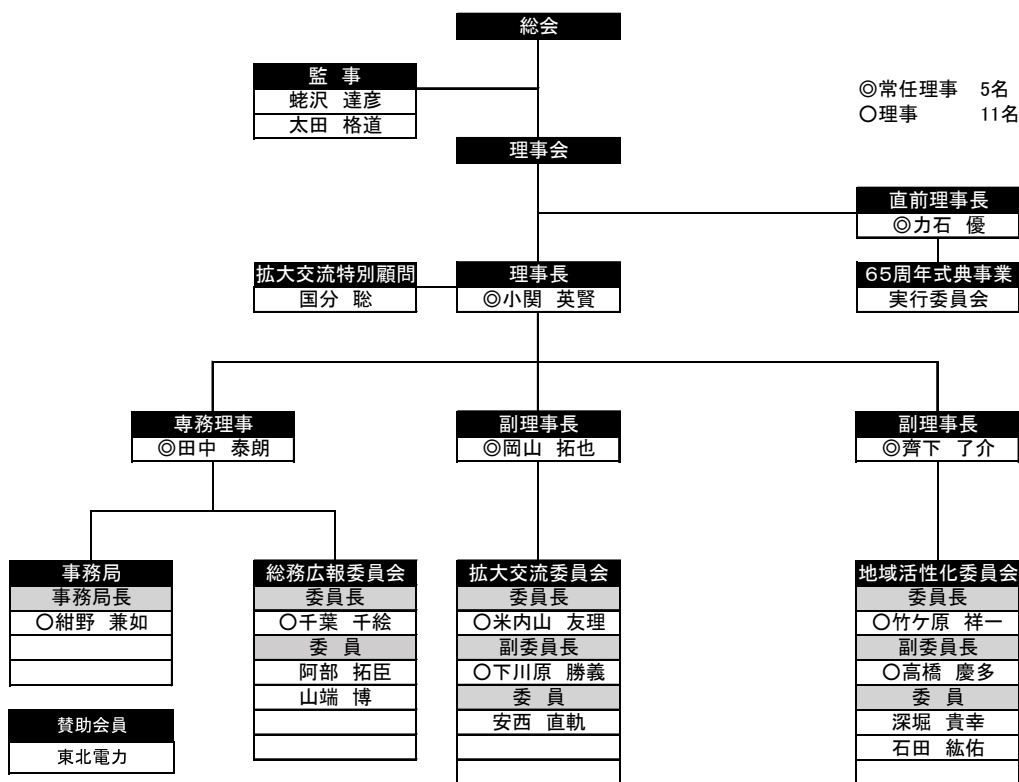 総会
監 事
蛯沢 達彦
太田 格道
◎常任理事 5名
○理事 11名
理事会
直前理事長
◎力石 優
65周年式典事業
実行委員会
拡大交流特別顧問
国分 聡
理事長
◎小関 英賢
専務理事
◎田中 泰朗
副理事長
◎岡山 拓也
副理事長
◎齊下 了介
事務局
事務局長
○紺野 兼如
総務広報委員会
委員長
○千葉 千絵
委 員
阿部 拓臣
山端 博
拡大交流委員会
委員長
○米内山 友理
副委員長
○下川原 勝義
委 員
安西 直軌
地域活性化委員会
委員長
○竹ケ原 祥一
副委員長
○高橋 慶多
委 員
深堀 貴幸
石田 紘佑
賛助会員
東北電力